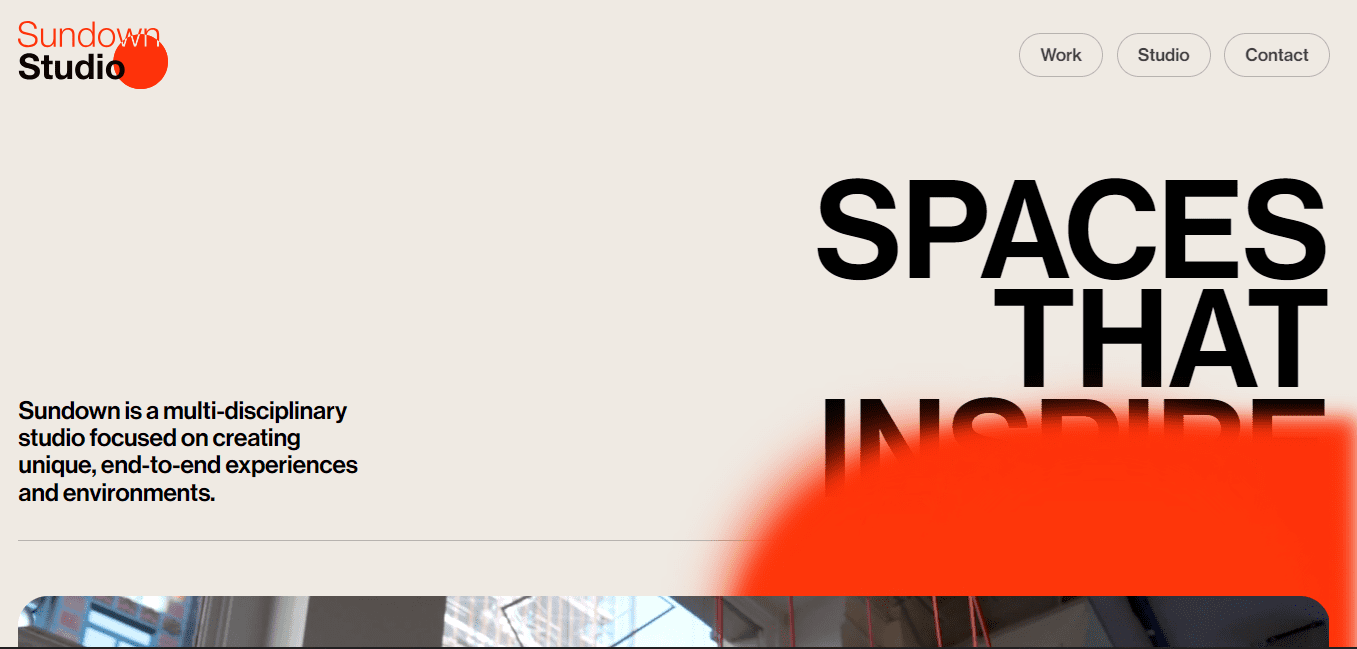 Sundown
Studio
Work
Studio
Contact
SPACES
THAT
INSPIRE
Sundown is a multi-disciplinary
studio focused on creating
unique, end-to-end experiences
and environments.